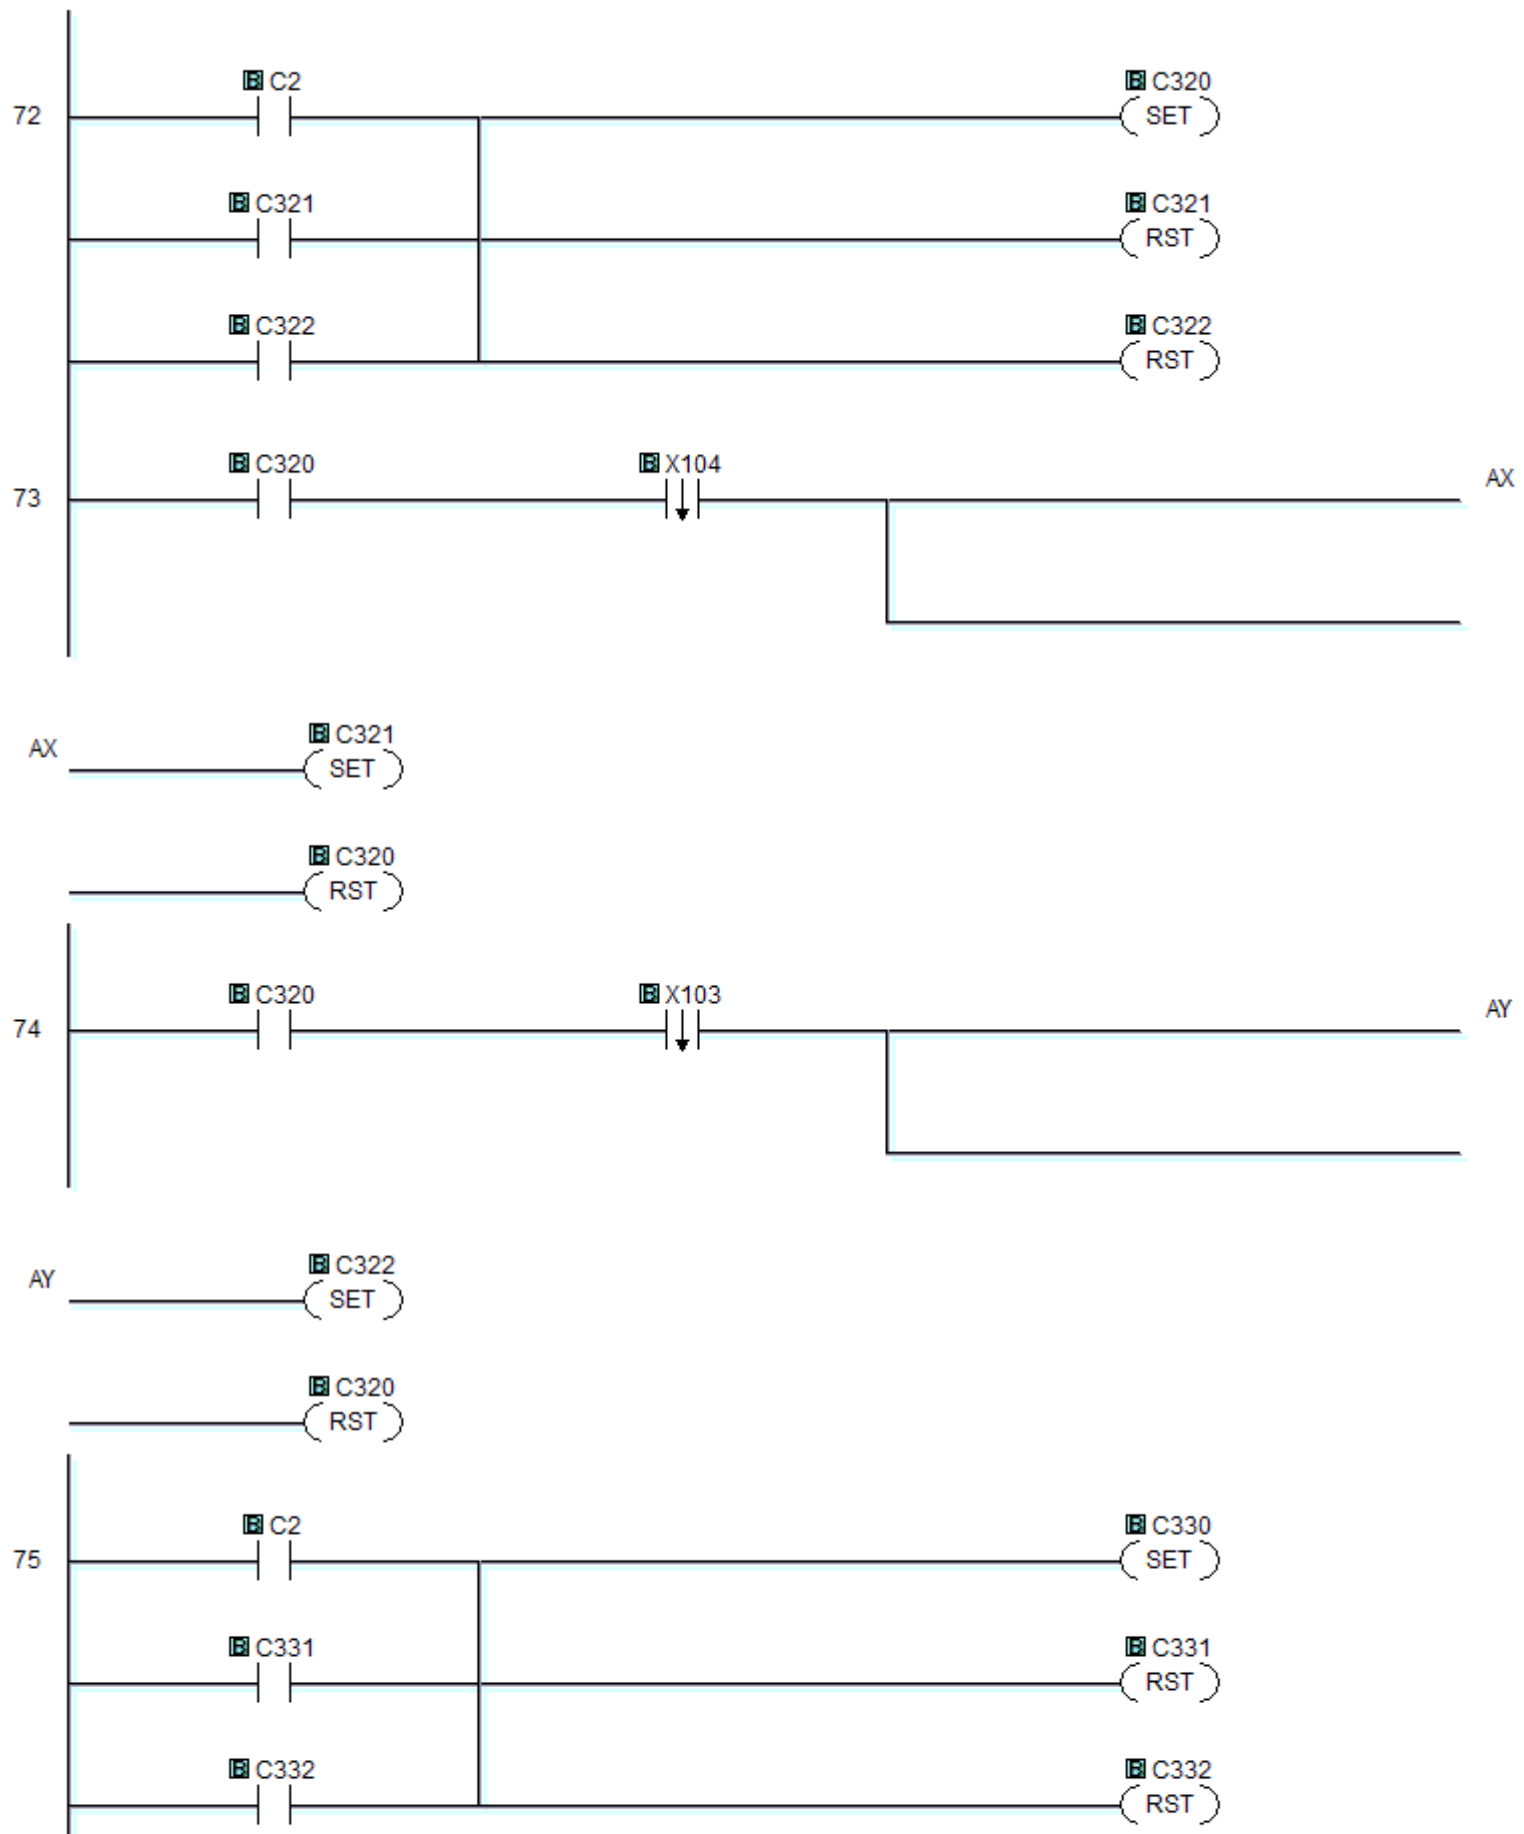 B C2 B C320
72 SET
B C321 B C321
RST
B C322 B C322
RST
B C320 B X104 AX
73
AX B C321
SET
B C320
RST
B C320 B X103 AY
74
AY B C322
SET
B C320
RST
B C2 B C330
75 SET
B C331 B C331
RST
B C332 B C332
RST